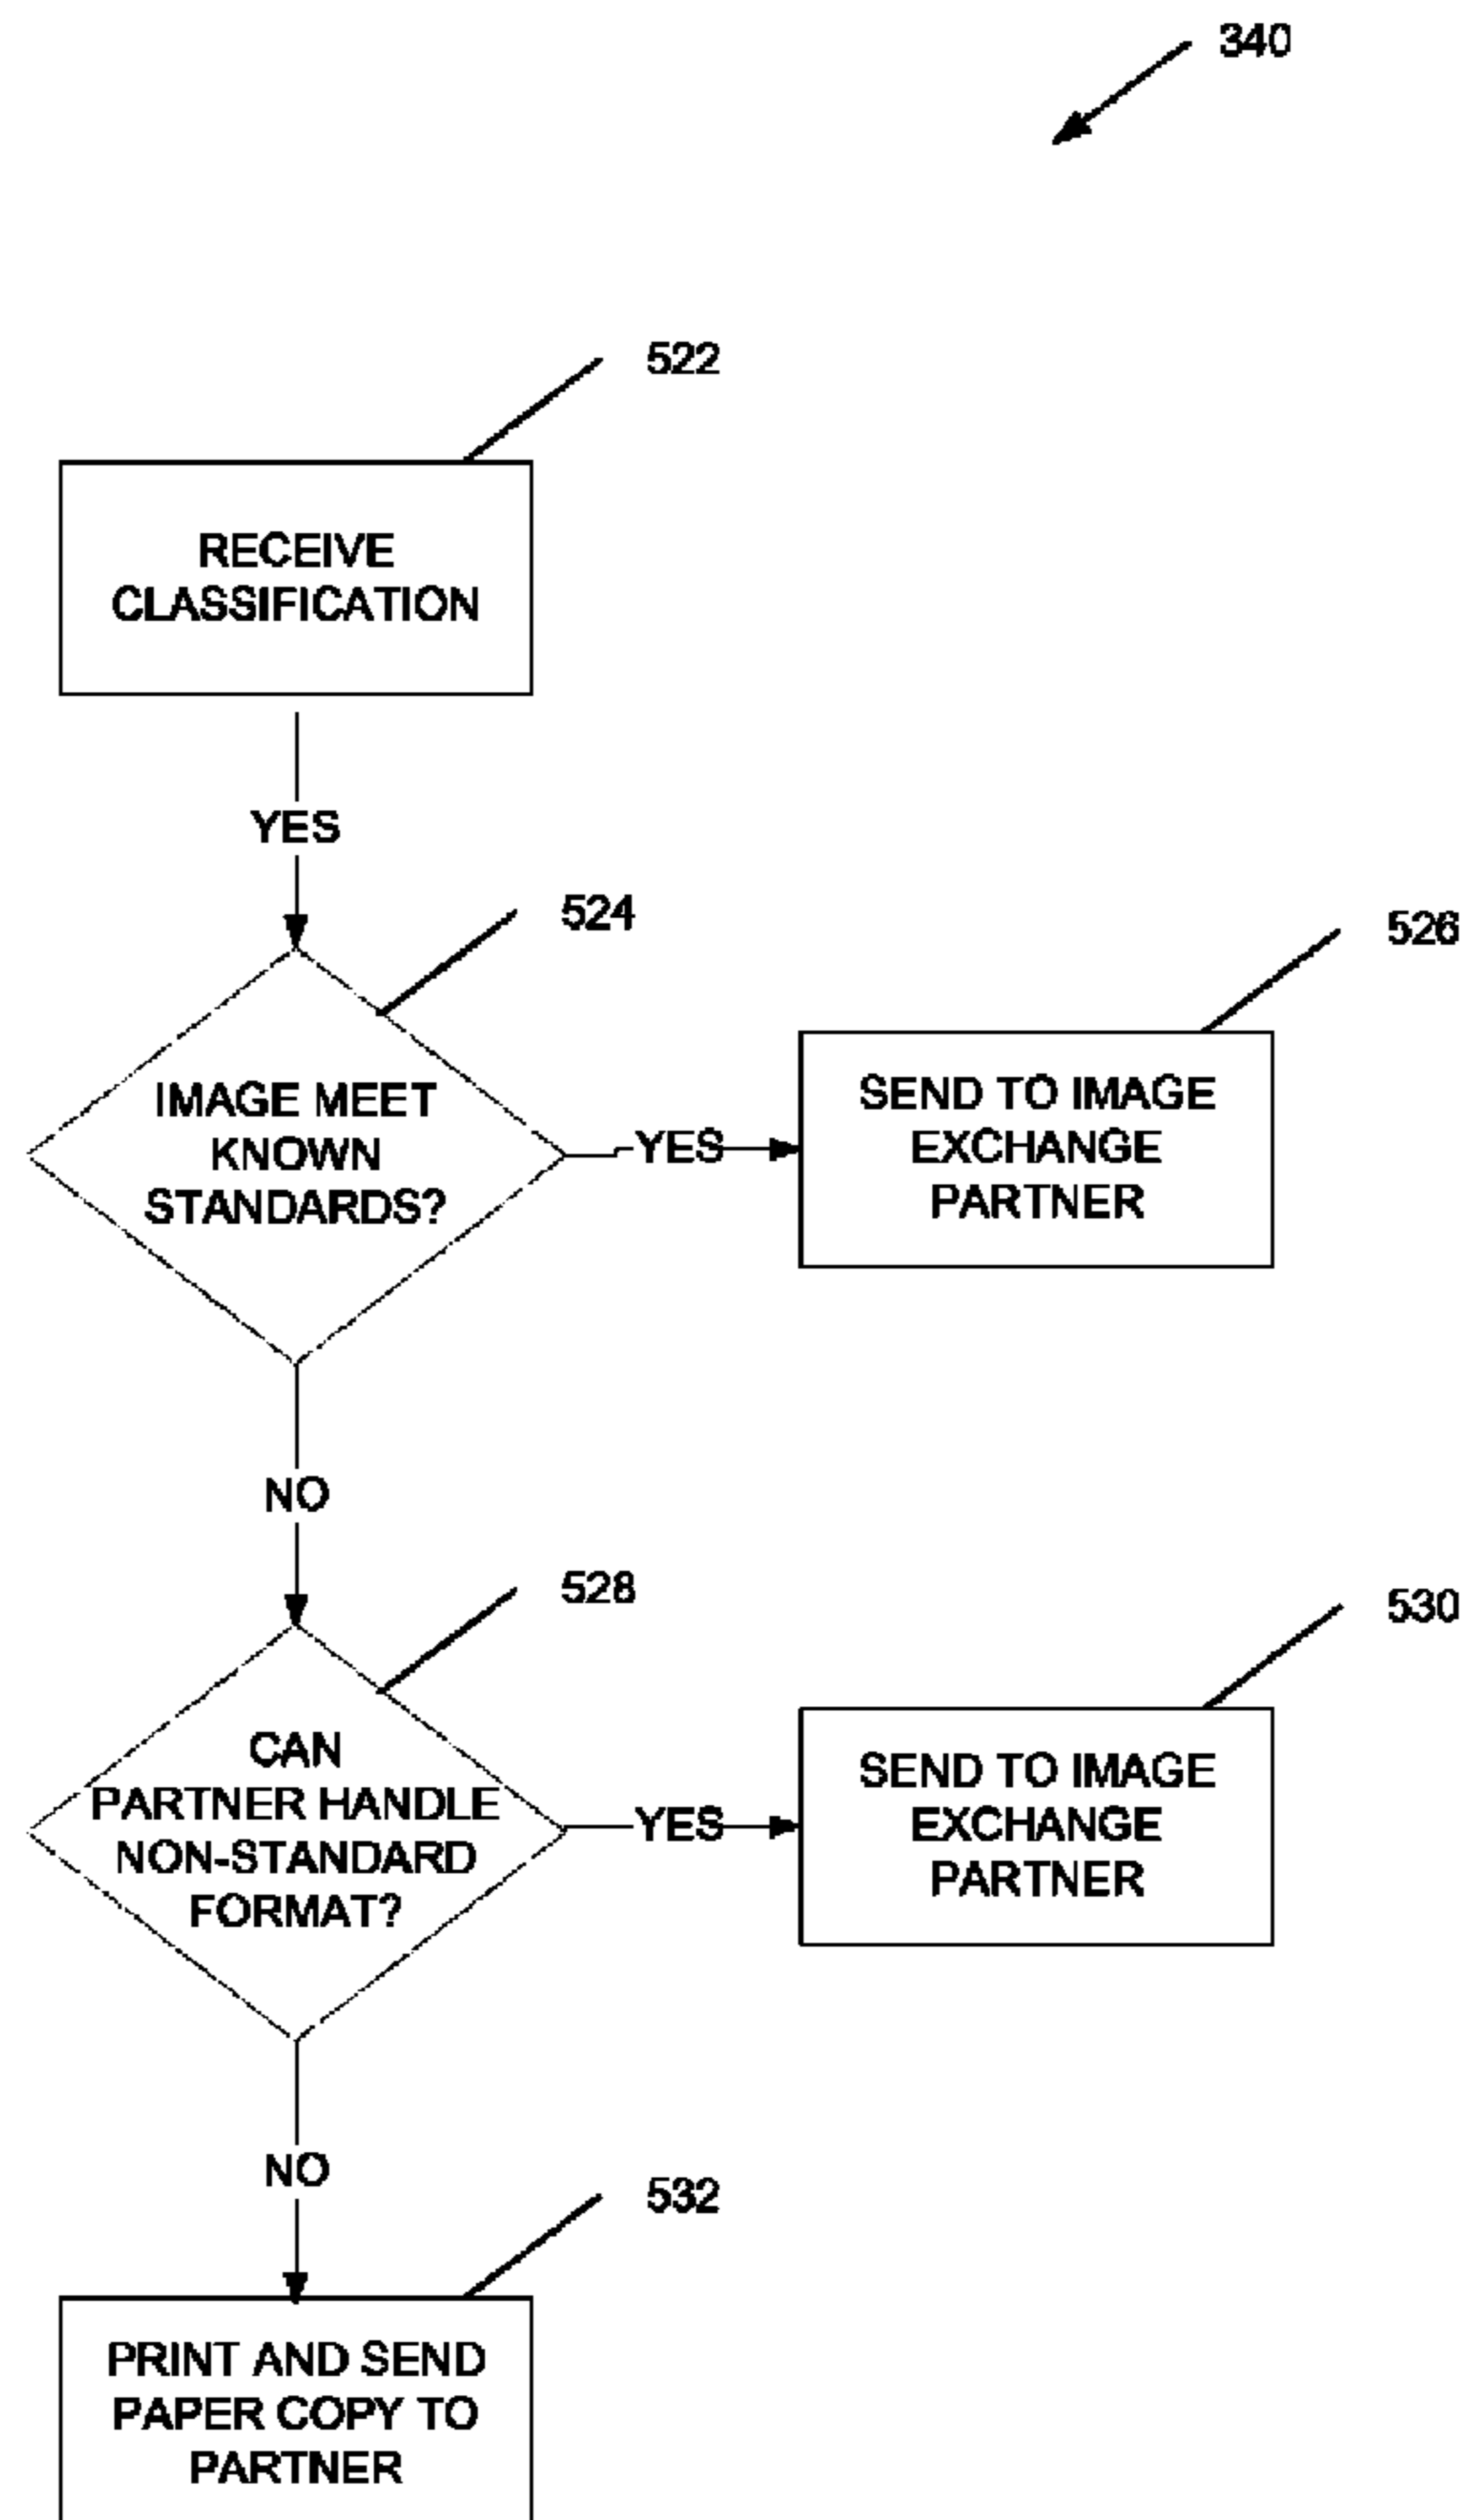 340
522
RECEIVE
CLASSIFICATION
YES
524
526
IMAGE MEET
KNOWN
STANDARDS?
YES
SEND TO IMAGE
EXCHANGE
PARTNER
NO
528
530
CAN
PARTNER HANDLE
NON-STANDARD
FORMAT?
YES
SEND TO IMAGE
EXCHANGE
PARTNER
NO
532
PRINT AND SEND
PAPER COPY TO
PARTNER